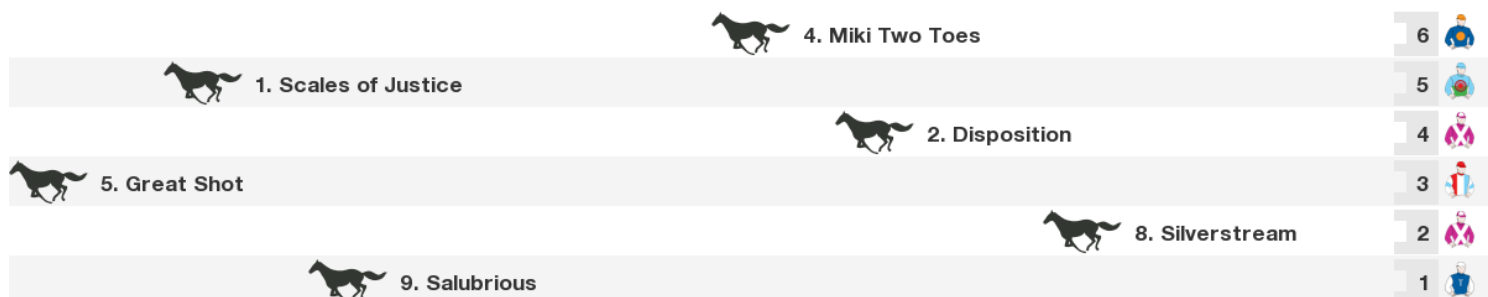 4. Miki Two Toes 6
1. Scales of Justice 5
2. Disposition 4
5. Great Shot 3
8. Silverstream 2
9. Salubrious 1
T